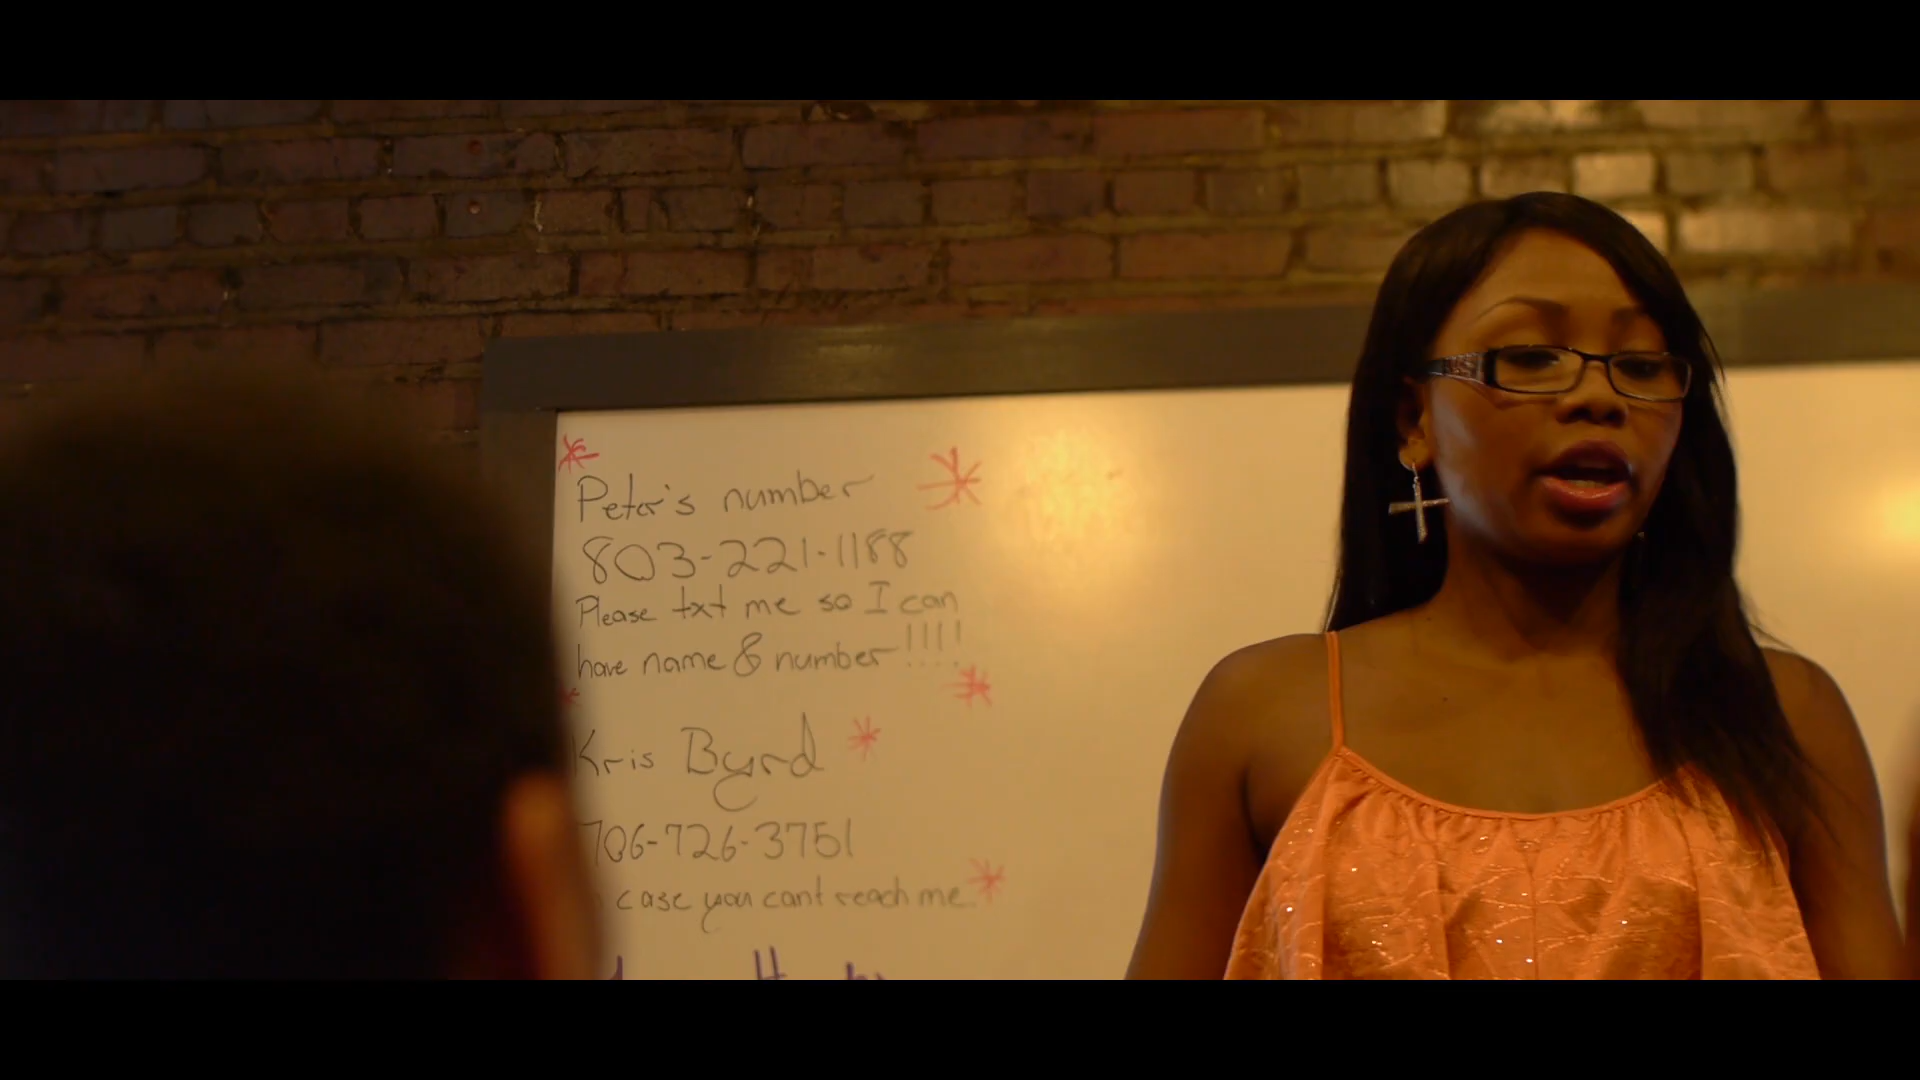 Peter's number
803-221-1188
Please txt me so I can
have name & number!!!!
Kris Byrd
706-726-3751
case you cant reach me.